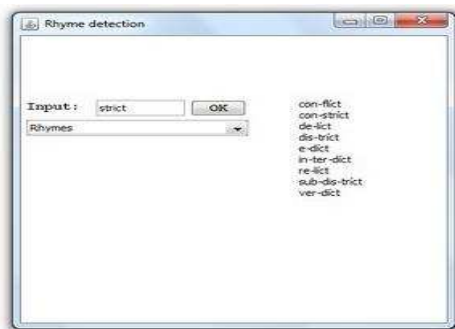 Rhyme detection
Input: strict OK
Rhymes
con-flict
con-strict
de-lict
dis-trict
e-dict
in-ter-dict
re-lict
sub-dis-trict
ver-dict